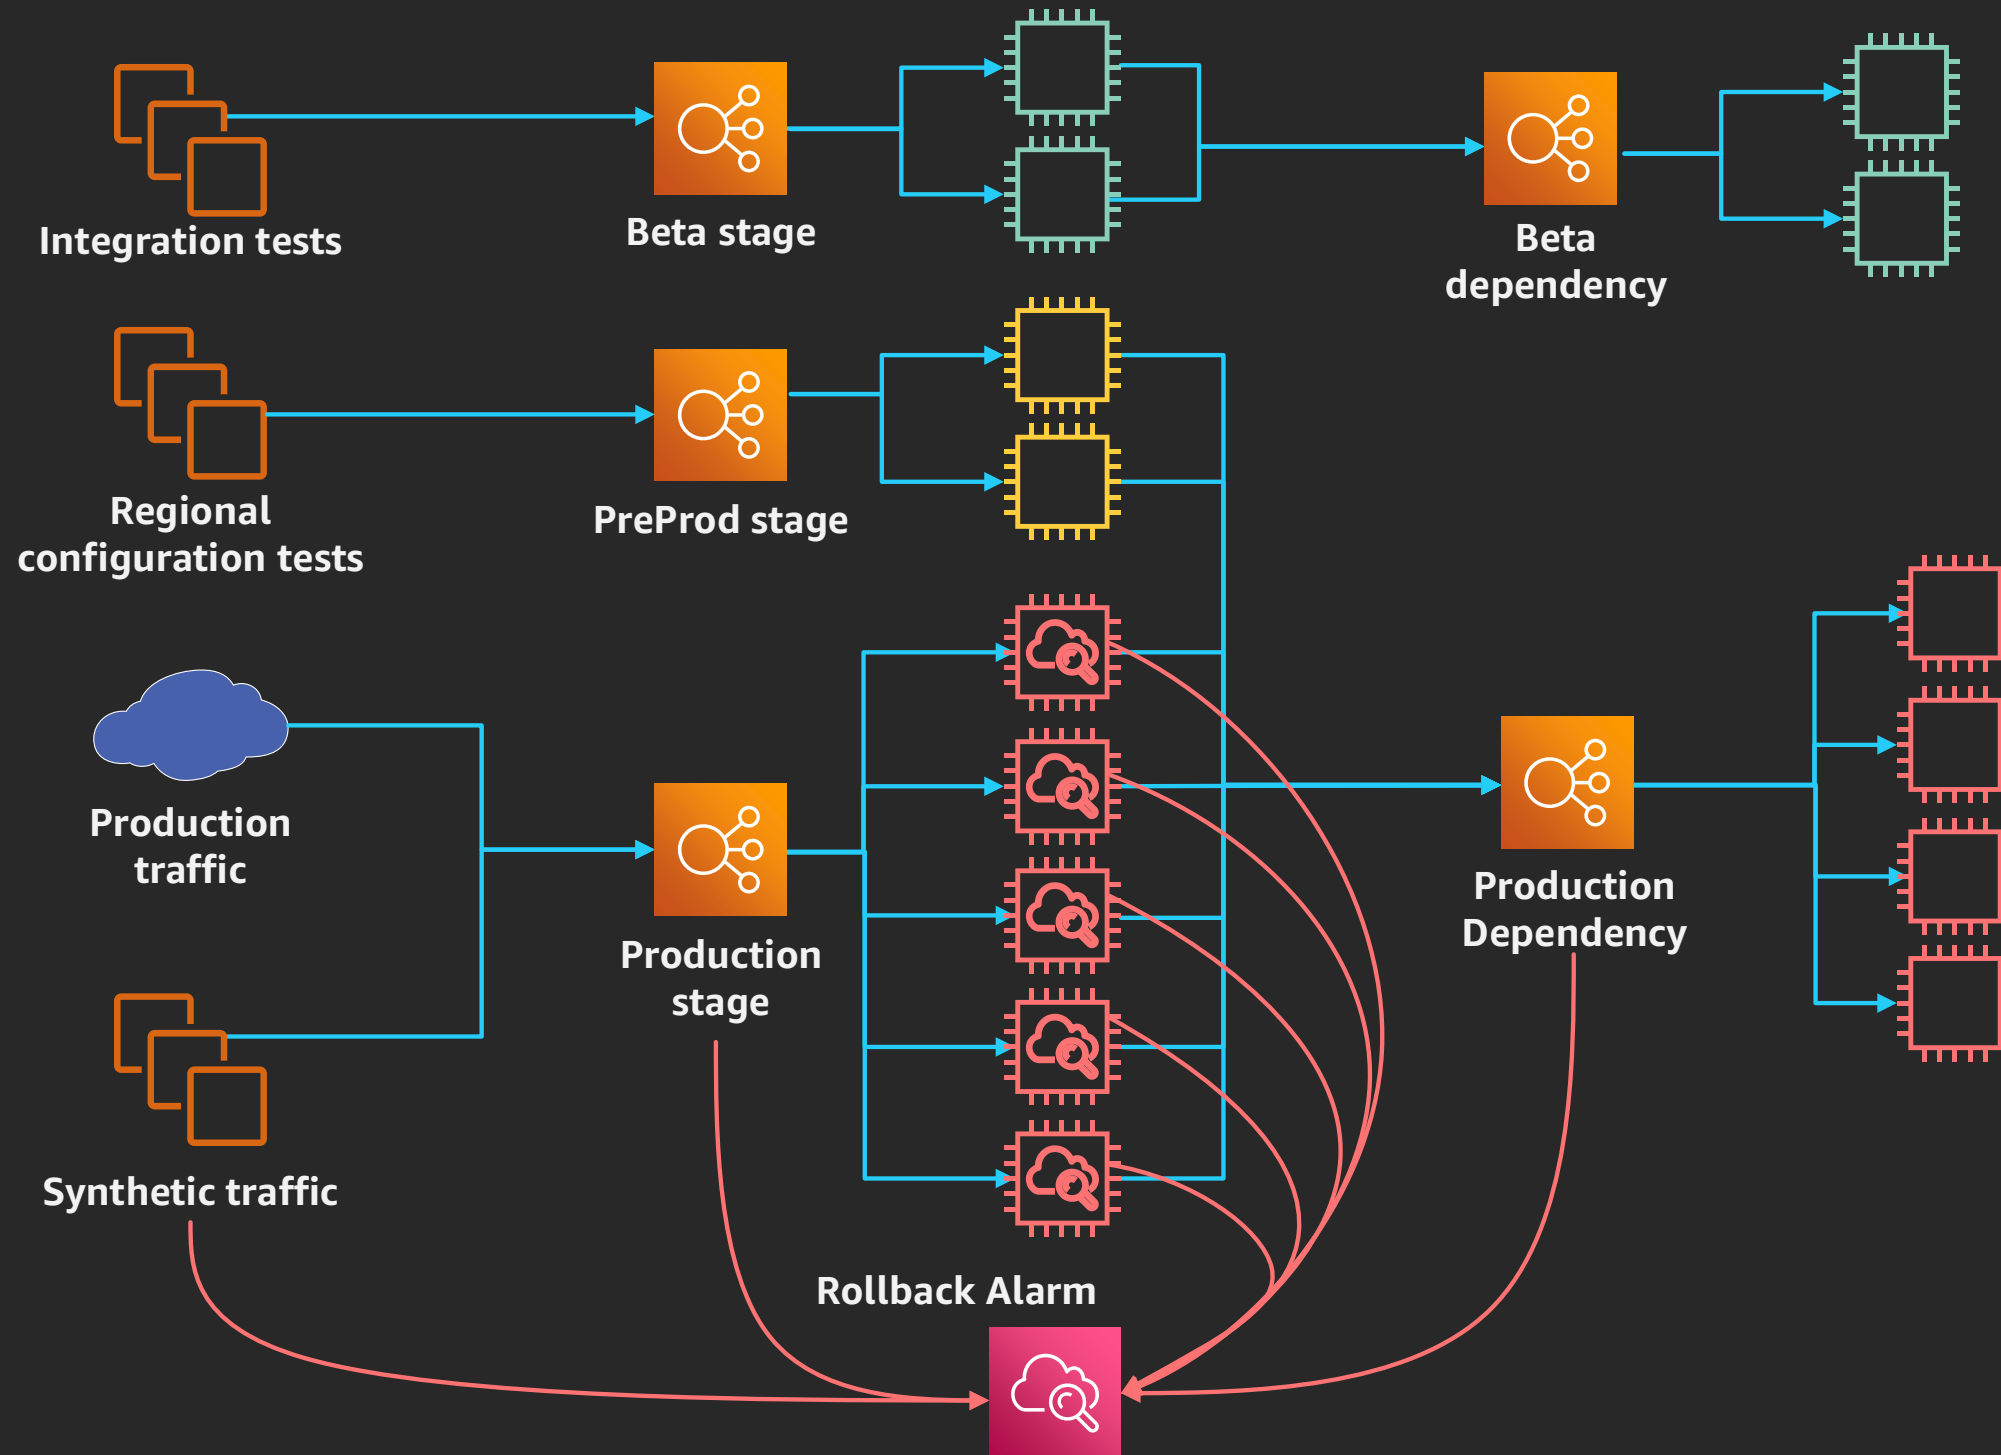 Integration tests
Beta stage
Beta
dependency
Regional
configuration tests
PreProd stage
Production
traffic
Production
stage
Production
Dependency
Synthetic traffic
Rollback Alarm